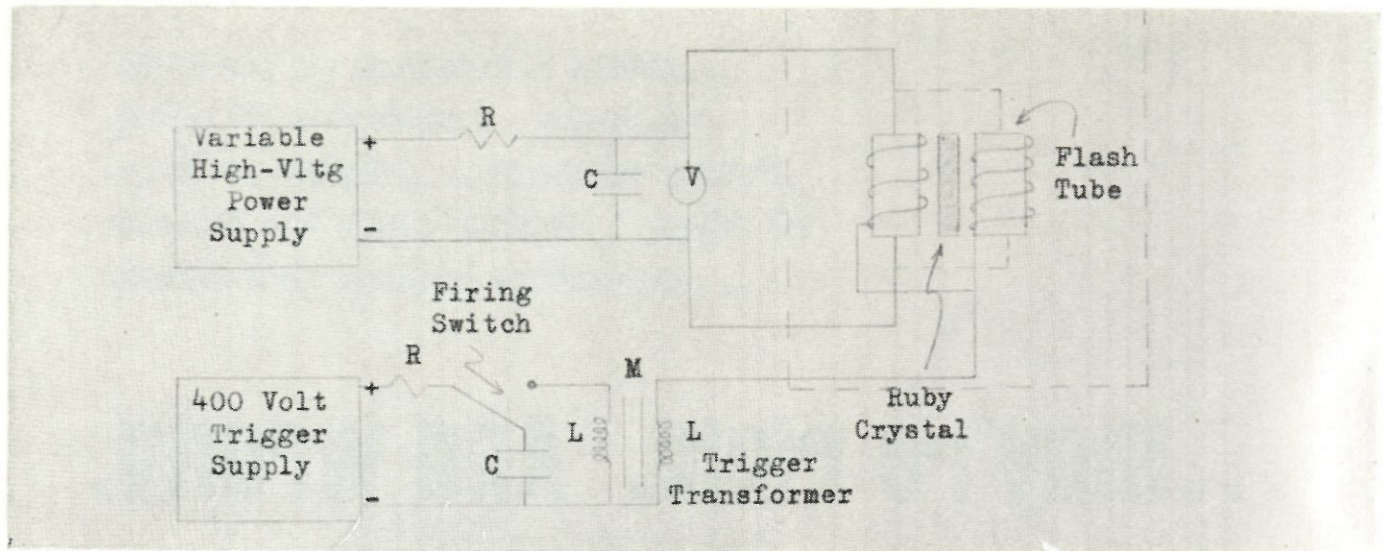 Variable
High-Vltg
Power
Supply
+
-
R
C
V
Flash
Tube
Firing
Switch
Ruby
Crystal
400 Volt
Trigger
Supply
+
-
R
C
L
M
L
Trigger
Transformer